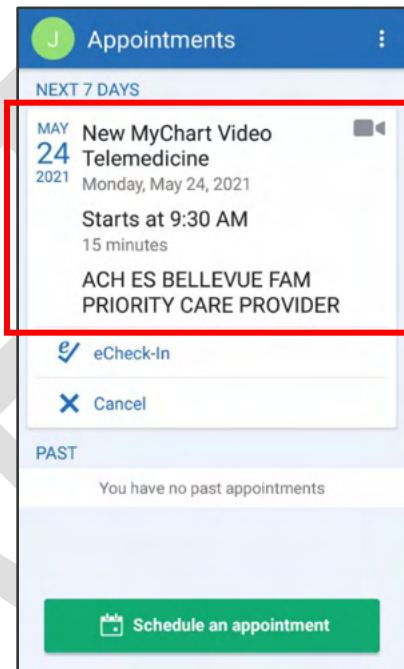 J Appointments
NEXT 7 DAYS
MAY
24
2021
New MyChart Video
Telemedicine
Monday, May 24, 2021
Starts at 9:30 AM
15 minutes
ACH ES BELLEVUE FAM
PRIORITY CARE PROVIDER
eCheck-In
Cancel
PAST
You have no past appointments
Schedule an appointment